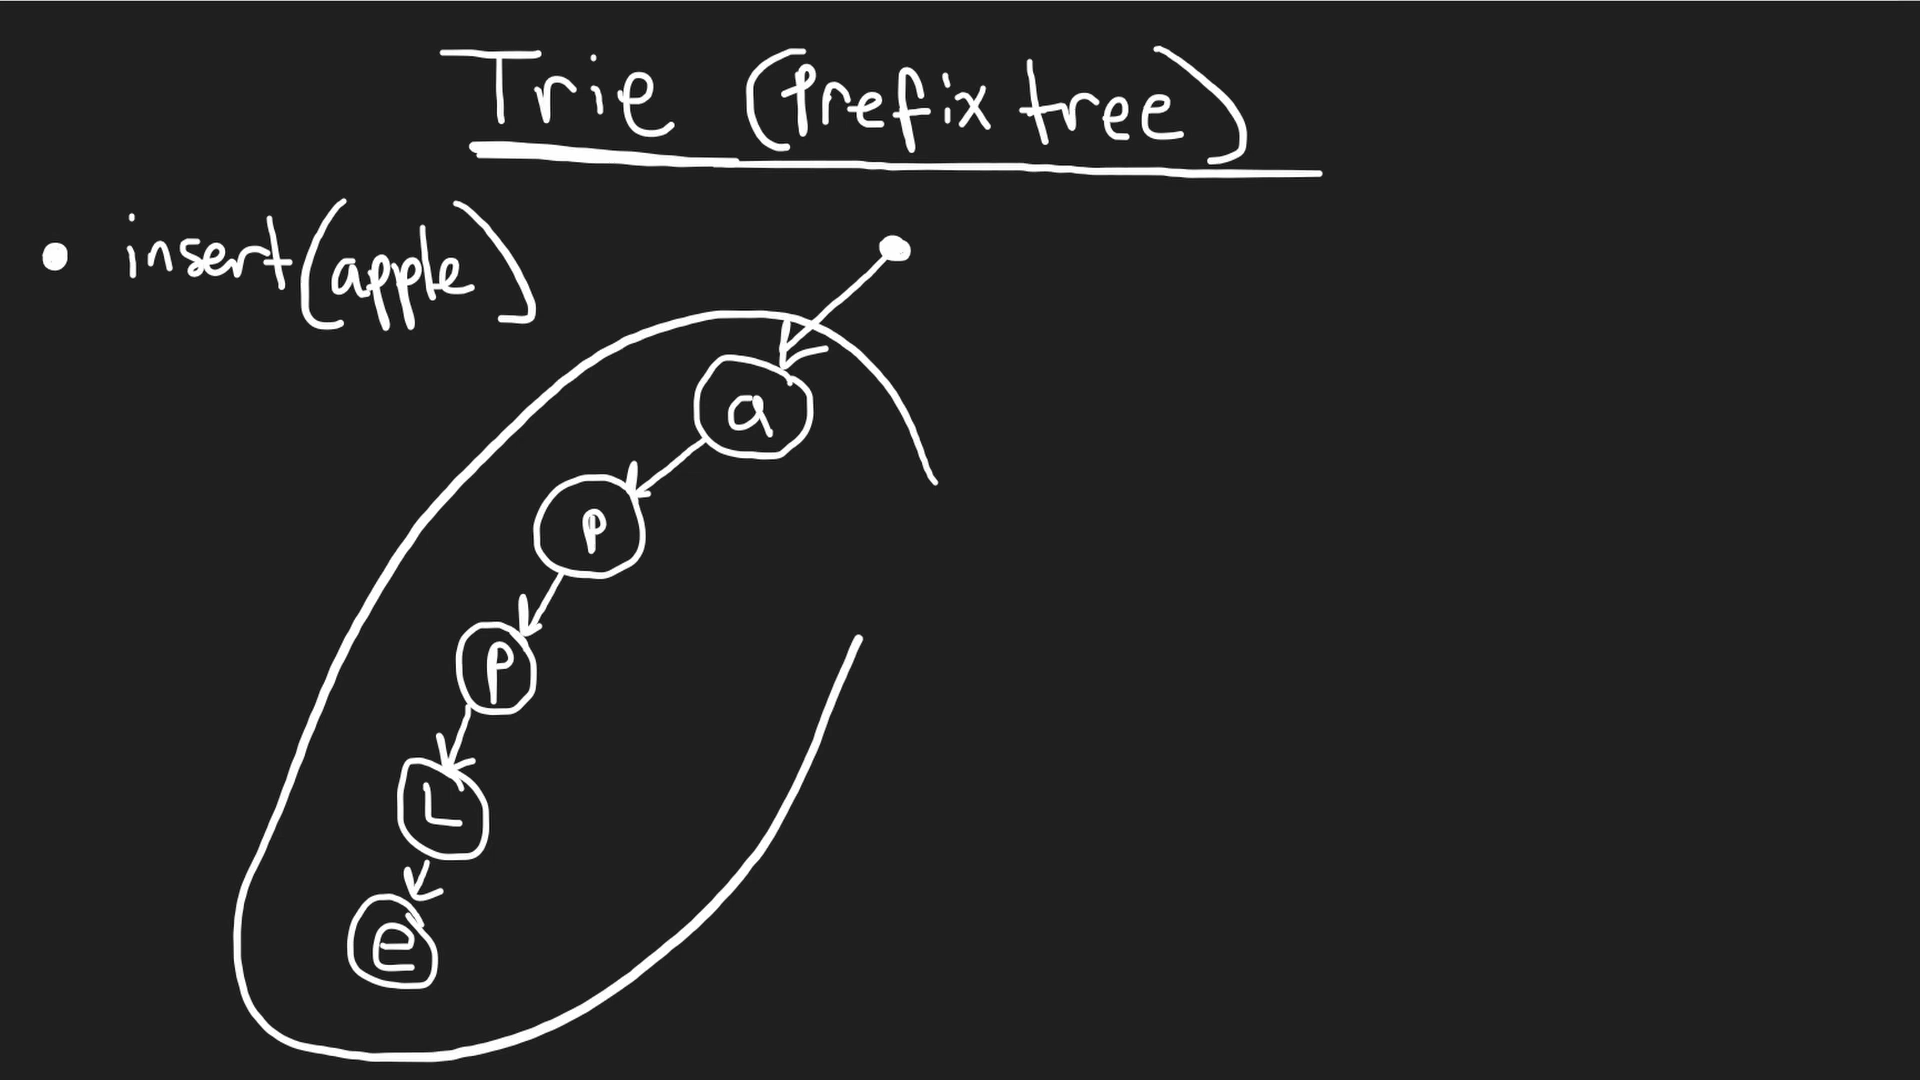 Trie (Prefix tree)
• insert(apple)
a
p
p
L
e